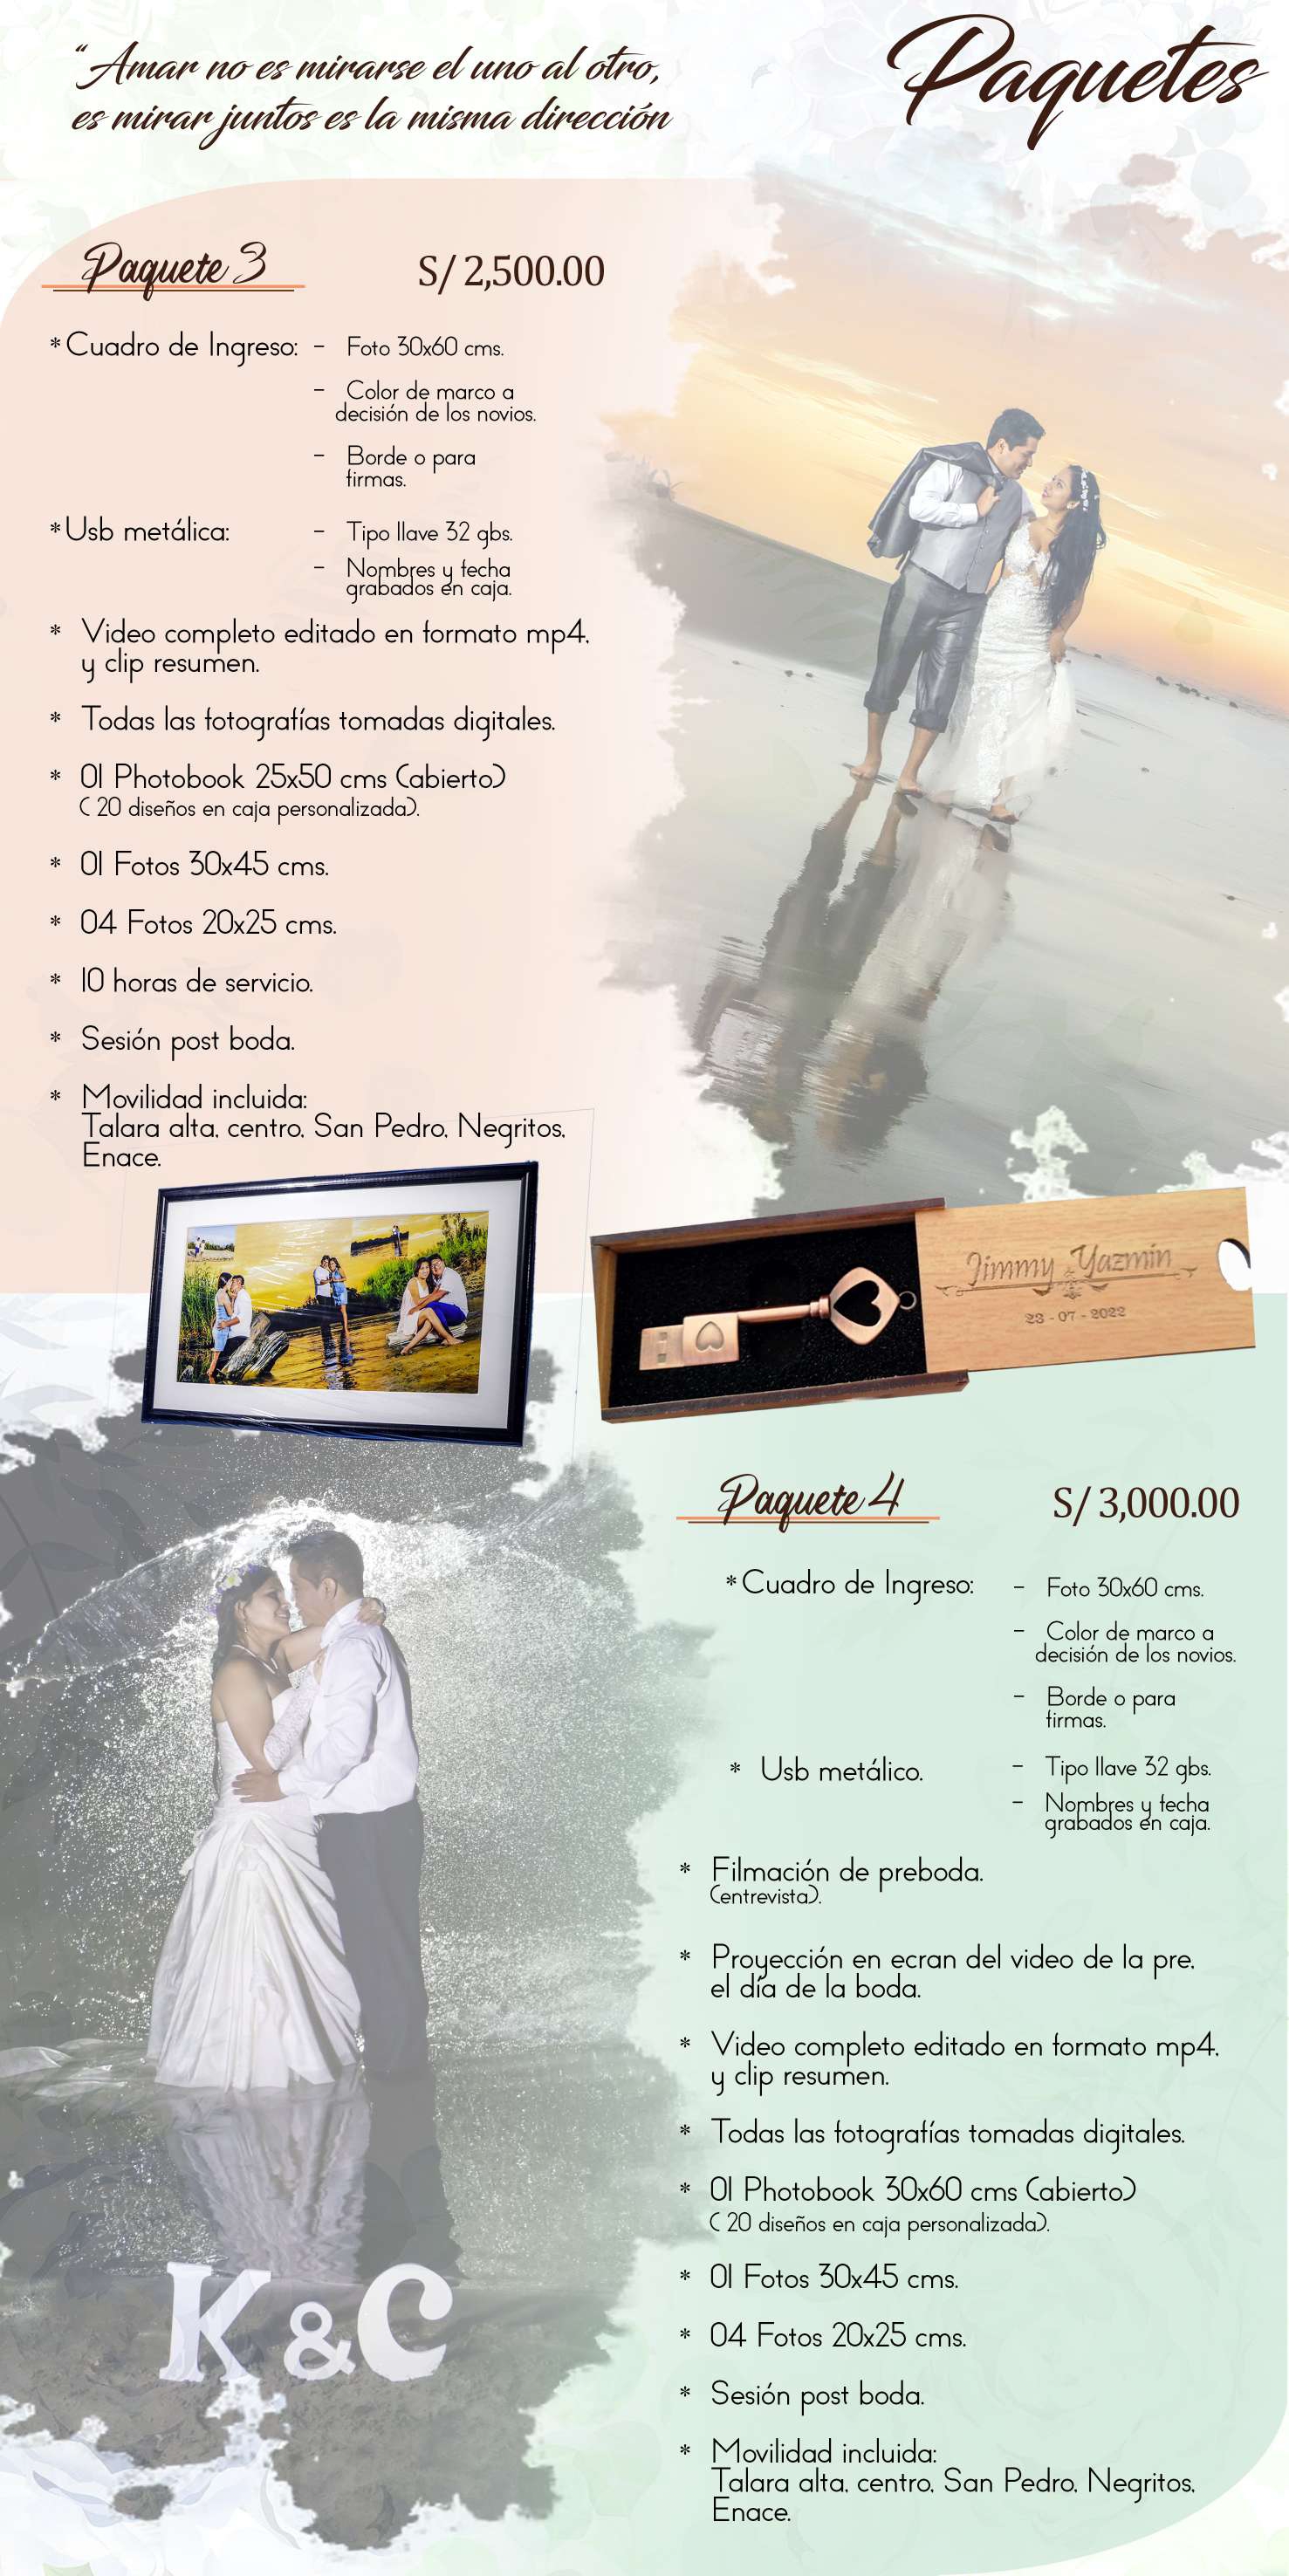 “Amar no es mirarse el uno al otro,
es mirar juntos es la misma dirección
Paquetes
Paquete 3
S/ 2,500.00
* Cuadro de Ingreso:
- Foto 30x60 cms.
- Color de marco a
decisión de los novios.
- Borde o para
firmas.
* Usb metálica:
- Tipo llave 32 gbs.
- Nombres y fecha
grabados en caja.
* Video completo editado en formato mp4,
y clip resumen.
* Todas las fotografías tomadas digitales.
* 01 Photobook 25x50 cms (abierto)
( 20 diseños en caja personalizada).
* 01 Fotos 30x45 cms.
* 04 Fotos 20x25 cms.
* 10 horas de servicio.
* Sesión post boda.
* Movilidad incluida:
Talara alta, centro, San Pedro, Negritos,
Enace.
Jimmy Yazmin
23 - 07 - 2022
Paquete 4
S/ 3,000.00
* Cuadro de Ingreso:
- Foto 30x60 cms.
- Color de marco a
decisión de los novios.
- Borde o para
firmas.
* Usb metálico.
- Tipo llave 32 gbs.
- Nombres y fecha
grabados en caja.
* Filmación de preboda.
(entrevista).
* Proyección en ecran del video de la pre,
el día de la boda.
* Video completo editado en formato mp4,
y clip resumen.
* Todas las fotografías tomadas digitales.
* 01 Photobook 30x60 cms (abierto)
( 20 diseños en caja personalizada).
* 01 Fotos 30x45 cms.
* 04 Fotos 20x25 cms.
* Sesión post boda.
* Movilidad incluida:
Talara alta, centro, San Pedro, Negritos,
Enace.
K & C